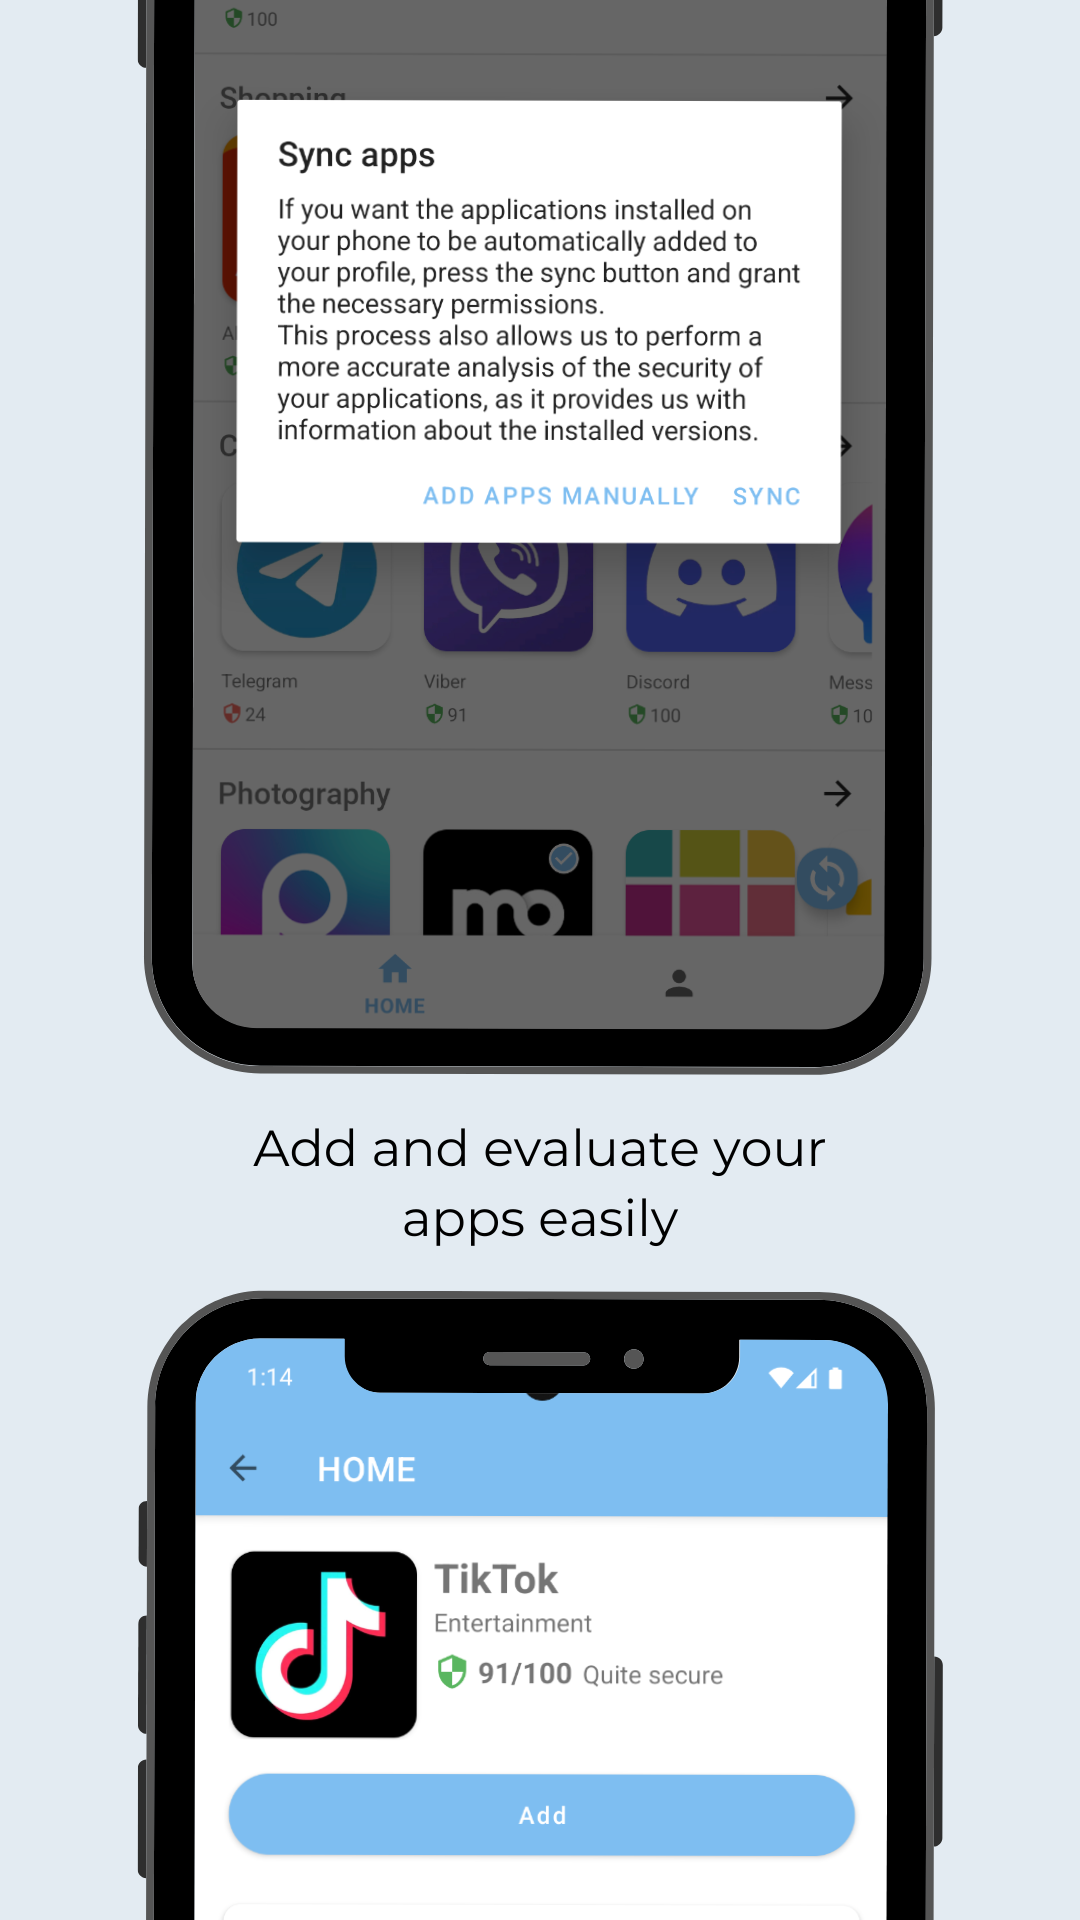 100
Shopping
Sync apps
If you want the applications installed on
your phone to be automatically added to
your profile, press the sync button and grant
the necessary permissions.
This process also allows us to perform a
more accurate analysis of the security of
your applications, as it provides us with
information about the installed versions.
ADD APPS MANUALLY SYNC
Telegram Viber Discord Mess
24 91 100 10
Photography
mo
HOME
Add and evaluate your
apps easily
1:14
HOME
TikTok
Entertainment
91/100 Quite secure
Add